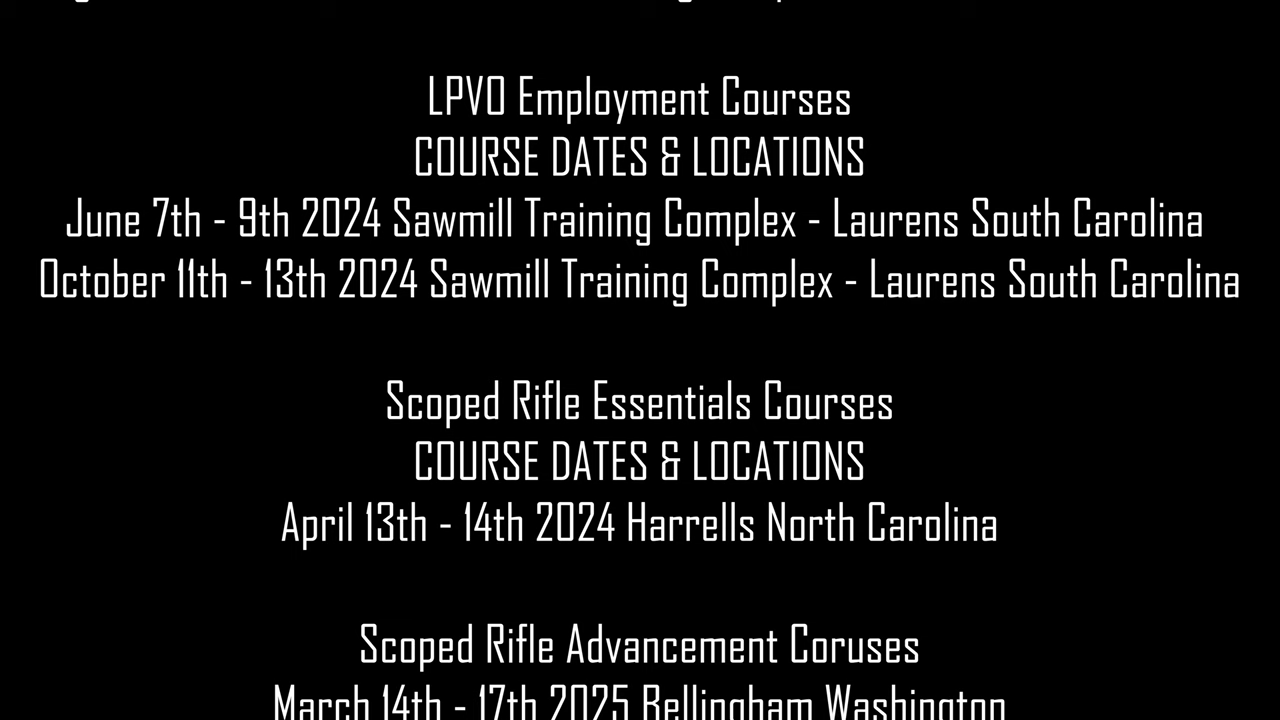 LPVO Employment Courses
COURSE DATES & LOCATIONS
June 7th - 9th 2024 Sawmill Training Complex - Laurens South Carolina
October 11th - 13th 2024 Sawmill Training Complex - Laurens South Carolina
Scoped Rifle Essentials Courses
COURSE DATES & LOCATIONS
April 13th - 14th 2024 Harrells North Carolina
Scoped Rifle Advancement Coruses
March 14th - 17th 2025 Bellingham Washington